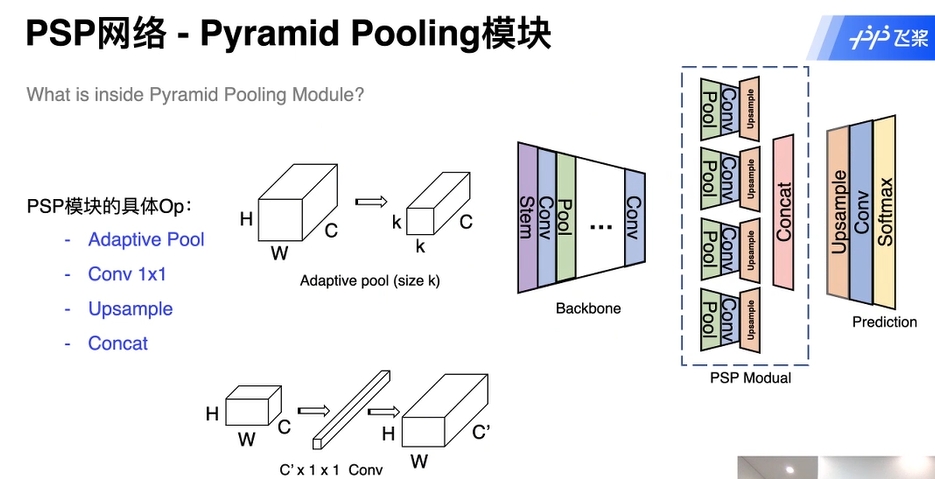 PSP网络 - Pyramid Pooling模块
飞桨
What is inside Pyramid Pooling Module?
PSP模块的具体Op：
- Adaptive Pool
- Conv 1x1
- Upsample
- Concat
H
W
C
k
k
C
Adaptive pool (size k)
H
W
C
C' x 1 x 1 Conv
H
W
C'
Stem
Conv
Pool
...
Conv
Backbone
Pool
Conv
Upsample
Pool
Conv
Upsample
Pool
Conv
Upsample
Pool
Conv
Upsample
Concat
PSP Modual
Upsample
Conv
Softmax
Prediction